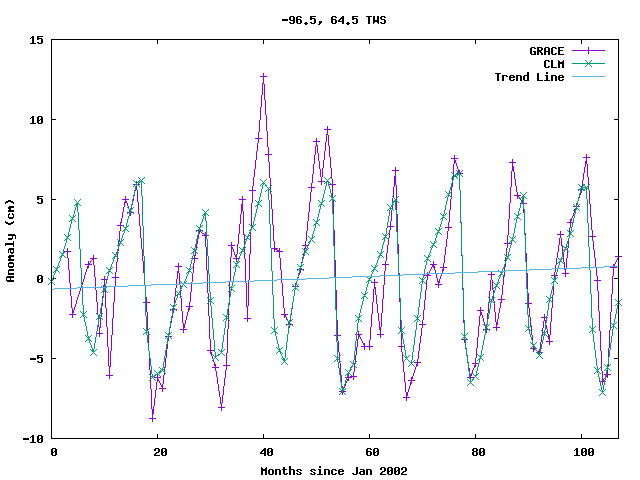 -96.5, 64.5 TWS
15
GRACE
CLM
Trend Line
10
5
0
-5
-10
Anomaly (cm)
0 20 40 60 80 100
Months since Jan 2002